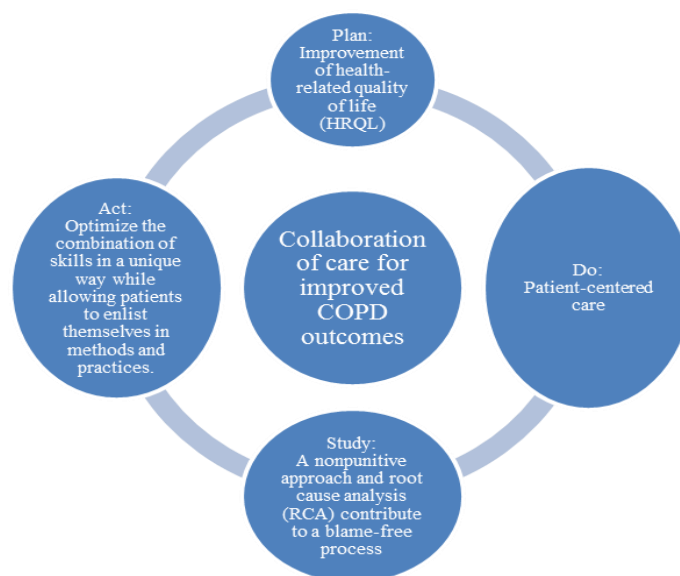 Plan:
Improvement
of health-
related quality
of life
(HRQL)
Act:
Optimize the
combination of
skills in a unique
way while
allowing patients
to enlist
themselves in
methods and
practices.
Collaboration
of care for
improved
COPD
outcomes
Do:
Patient-centered
care
Study:
A nonpunitive
approach and root
cause analysis
(RCA) contribute
to a blame-free
process